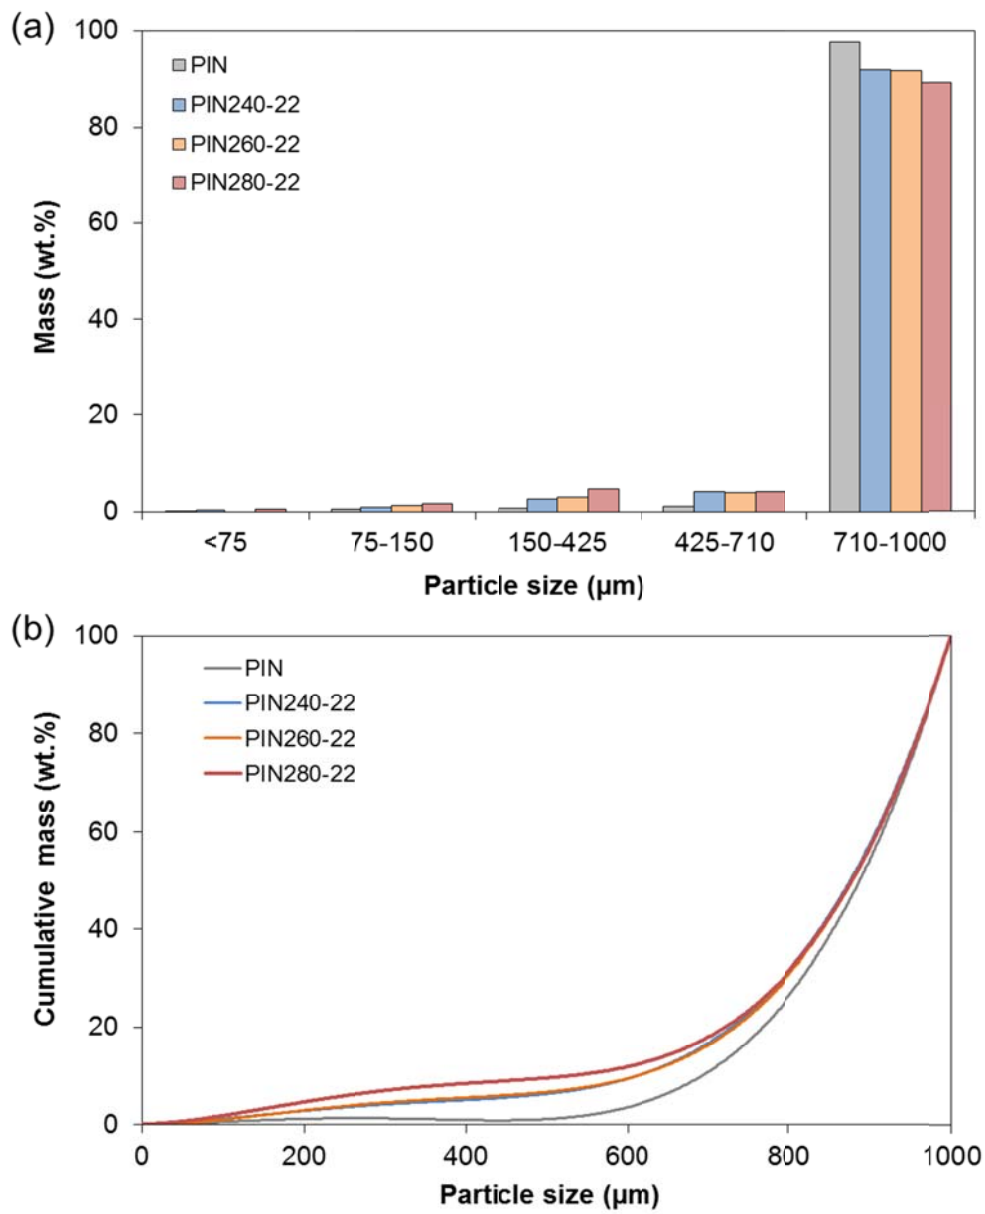 (a)
100
80
60
40
20
0
Mass (wt.%)
PIN
PIN240-22
PIN260-22
PIN280-22
<75 75-150 150-425 425-710 710-1000
Particle size (µm)
(b)
100
80
60
40
20
0
Cumulative mass (wt.%)
PIN
PIN240-22
PIN260-22
PIN280-22
0 200 400 600 800 1000
Particle size (µm)